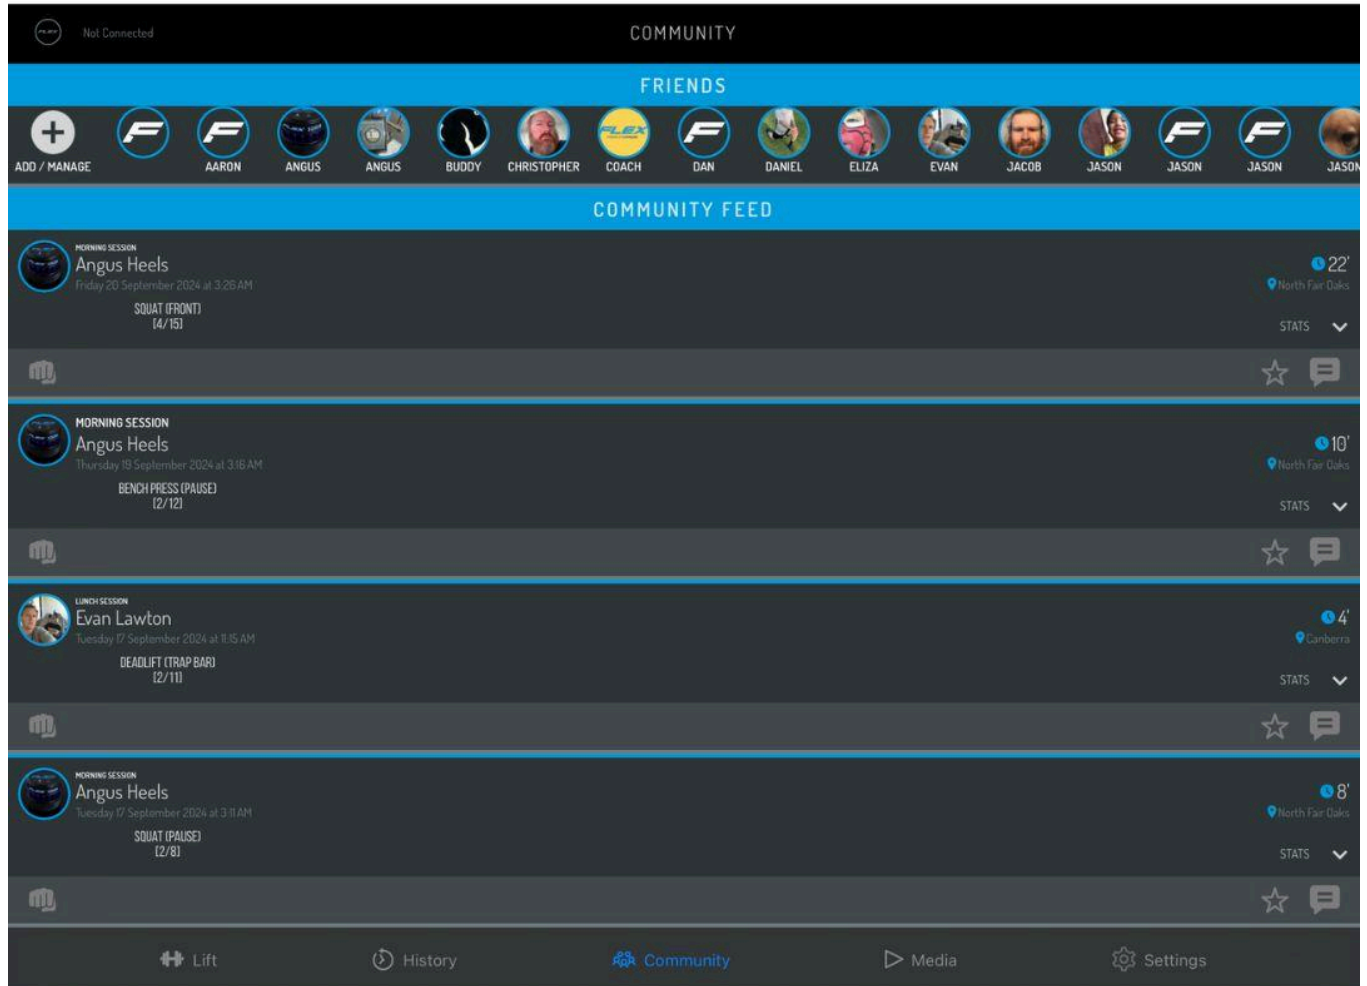 FLEX
Not Connected
COMMUNITY
FRIENDS
ADD / MANAGE
AARON
ANGUS
ANGUS
BUDDY
CHRISTOPHER
FLEX
COACH
DAN
DANIEL
ELIZA
EVAN
JACOB
JASON
JASON
JASON
JASON
COMMUNITY FEED
MORNING SESSION
Angus Heels
22'
Friday 20 September 2024 at 3:26 AM
North Fair Oaks
SQUAT (FRONT)
[4/15]
STATS
MORNING SESSION
Angus Heels
10'
Thursday 19 September 2024 at 3:16 AM
North Fair Oaks
BENCH PRESS (PAUSE)
[2/12]
STATS
LUNCH SESSION
Evan Lawton
4'
Tuesday 17 September 2024 at 11:15 AM
Canberra
DEADLIFT (TRAP BAR)
[2/11]
STATS
MORNING SESSION
Angus Heels
8'
Tuesday 17 September 2024 at 3:11 AM
North Fair Oaks
SQUAT (PAUSE)
[2/8]
STATS
Lift
History
Community
Media
Settings